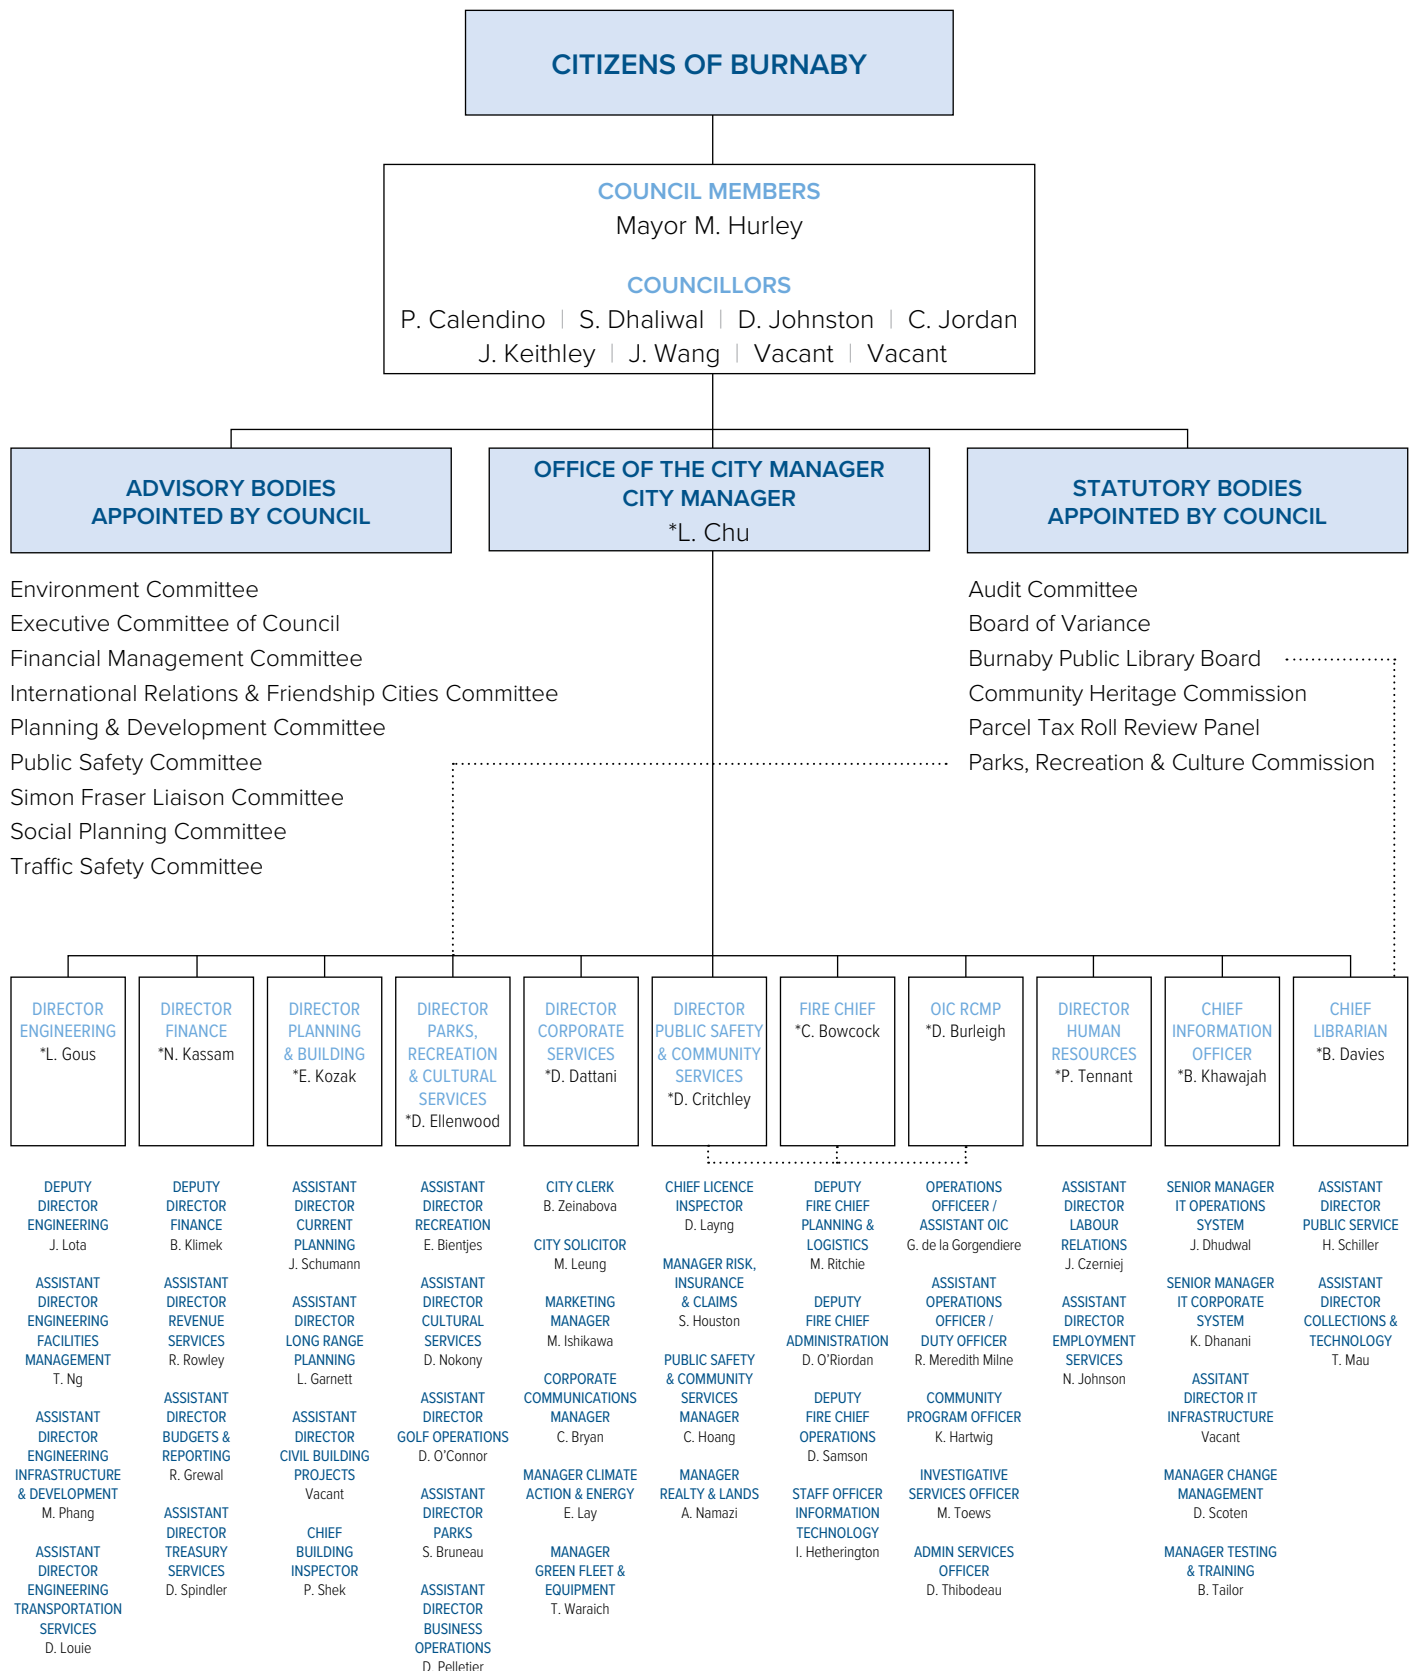 CITIZENS OF BURNABY
COUNCIL MEMBERS
Mayor M. Hurley
COUNCILLORS
P. Calendino | S. Dhaliwal | D. Johnston | C. Jordan
J. Keithley | J. Wang | Vacant | Vacant
ADVISORY BODIES
APPOINTED BY COUNCIL
OFFICE OF THE CITY MANAGER
CITY MANAGER
*L. Chu
STATUTORY BODIES
APPOINTED BY COUNCIL
Environment Committee
Executive Committee of Council
Financial Management Committee
International Relations & Friendship Cities Committee
Planning & Development Committee
Public Safety Committee
Simon Fraser Liaison Committee
Social Planning Committee
Traffic Safety Committee
Audit Committee
Board of Variance
Burnaby Public Library Board
Community Heritage Commission
Parcel Tax Roll Review Panel
Parks, Recreation & Culture Commission
DIRECTOR
ENGINEERING
*L. Gous
DIRECTOR
FINANCE
*N. Kassam
DIRECTOR
PLANNING
& BUILDING
*E. Kozak
DIRECTOR
PARKS,
RECREATION
& CULTURAL
SERVICES
*D. Ellenwood
DIRECTOR
CORPORATE
SERVICES
*D. Dattani
DIRECTOR
PUBLIC SAFETY
& COMMUNITY
SERVICES
*D. Critchley
FIRE CHIEF
*C. Bowcock
OIC RCMP
*D. Burleigh
DIRECTOR
HUMAN
RESOURCES
*P. Tennant
CHIEF
INFORMATION
OFFICER
*B. Khawajah
CHIEF
LIBRARIAN
*B. Davies
DEPUTY
DIRECTOR
ENGINEERING
J. Lota
ASSISTANT
DIRECTOR
ENGINEERING
FACILITIES
MANAGEMENT
T. Ng
ASSISTANT
DIRECTOR
ENGINEERING
INFRASTRUCTURE
& DEVELOPMENT
M. Phang
ASSISTANT
DIRECTOR
ENGINEERING
TRANSPORTATION
SERVICES
D. Louie
DEPUTY
DIRECTOR
FINANCE
B. Klimek
ASSISTANT
DIRECTOR
REVENUE
SERVICES
R. Rowley
ASSISTANT
DIRECTOR
BUDGETS &
REPORTING
R. Grewal
ASSISTANT
DIRECTOR
TREASURY
SERVICES
D. Spindler
ASSISTANT
DIRECTOR
CURRENT
PLANNING
J. Schumann
ASSISTANT
DIRECTOR
LONG RANGE
PLANNING
L. Garnett
ASSISTANT
DIRECTOR
CIVIL BUILDING
PROJECTS
Vacant
CHIEF
BUILDING
INSPECTOR
P. Shek
ASSISTANT
DIRECTOR
RECREATION
E. Bientjes
ASSISTANT
DIRECTOR
CULTURAL
SERVICES
D. Nokony
ASSISTANT
DIRECTOR
GOLF OPERATIONS
D. O'Connor
ASSISTANT
DIRECTOR
PARKS
S. Bruneau
ASSISTANT
DIRECTOR
BUSINESS
OPERATIONS
D. Pelletier
CITY CLERK
B. Zeinabova
CITY SOLICITOR
M. Leung
MARKETING
MANAGER
M. Ishikawa
CORPORATE
COMMUNICATIONS
MANAGER
C. Bryan
MANAGER CLIMATE
ACTION & ENERGY
E. Lay
MANAGER
GREEN FLEET &
EQUIPMENT
T. Waraich
CHIEF LICENCE
INSPECTOR
D. Layng
MANAGER RISK,
INSURANCE
& CLAIMS
S. Houston
PUBLIC SAFETY
& COMMUNITY
SERVICES
MANAGER
C. Hoang
MANAGER
REALTY & LANDS
A. Namazi
DEPUTY
FIRE CHIEF
PLANNING &
LOGISTICS
M. Ritchie
DEPUTY
FIRE CHIEF
ADMINISTRATION
D. O'Riordan
DEPUTY
FIRE CHIEF
OPERATIONS
D. Samson
STAFF OFFICER
INFORMATION
TECHNOLOGY
I. Hetherington
OPERATIONS
OFFICEER /
ASSISTANT OIC
G. de la Gorgendiere
ASSISTANT
OPERATIONS
OFFICER /
DUTY OFFICER
R. Meredith Milne
COMMUNITY
PROGRAM OFFICER
K. Hartwig
INVESTIGATIVE
SERVICES OFFICER
M. Toews
ADMIN SERVICES
OFFICER
D. Thibodeau
ASSISTANT
DIRECTOR
LABOUR
RELATIONS
J. Czerniej
ASSISTANT
DIRECTOR
EMPLOYMENT
SERVICES
N. Johnson
SENIOR MANAGER
IT OPERATIONS
SYSTEM
J. Dhudwal
SENIOR MANAGER
IT CORPORATE
SYSTEM
K. Dhanani
ASSITANT
DIRECTOR IT
INFRASTRUCTURE
Vacant
MANAGER CHANGE
MANAGEMENT
D. Scoten
MANAGER TESTING
& TRAINING
B. Tailor
ASSISTANT
DIRECTOR
PUBLIC SERVICE
H. Schiller
ASSISTANT
DIRECTOR
COLLECTIONS &
TECHNOLOGY
T. Mau